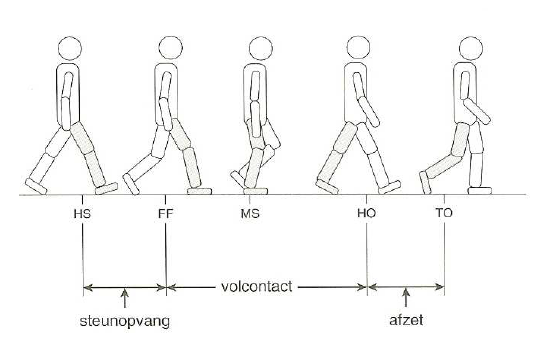 HS FF MS HO TO
volcontact
steunopvang afzet